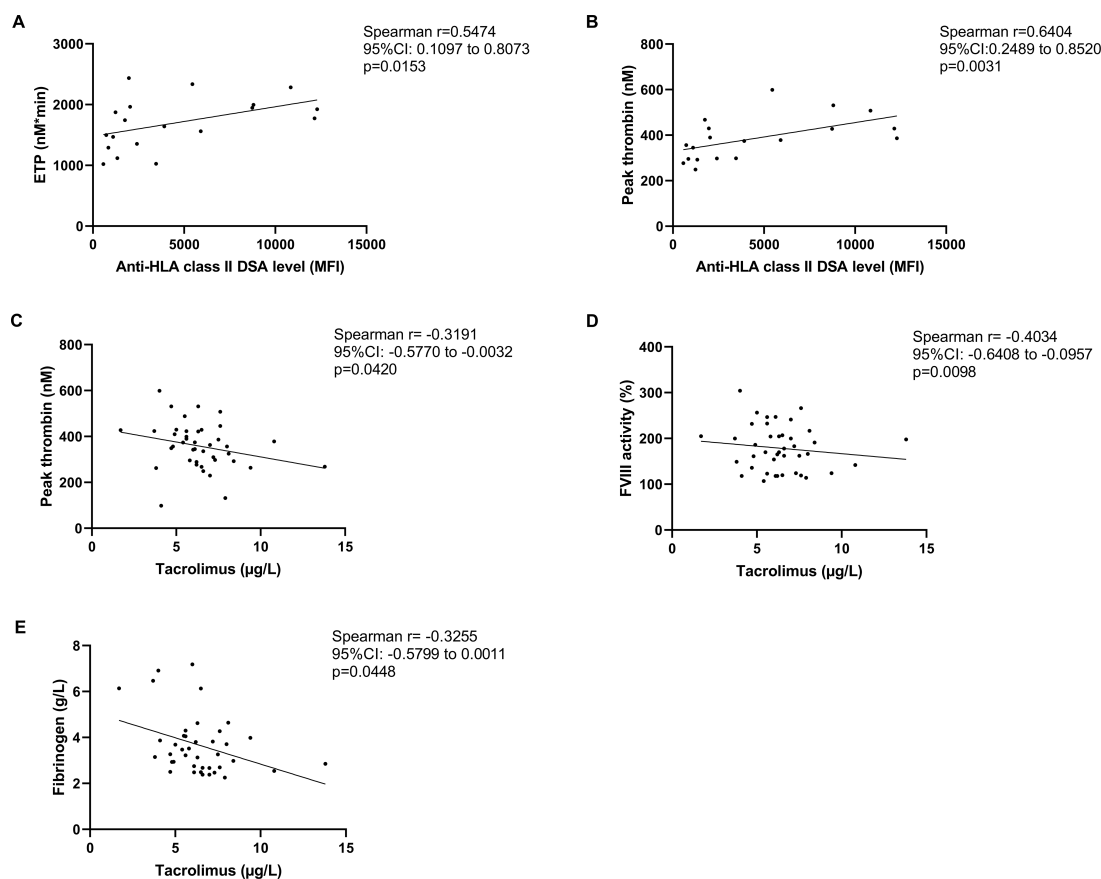 A
Spearman r=0.5474
95%CI: 0.1097 to 0.8073
p=0.0153
ETP (nM*min)
3000
2000
1000
0
0 5000 10000 15000
Anti-HLA class II DSA level (MFI)
B
Spearman r=0.6404
95%CI:0.2489 to 0.8520
p=0.0031
Peak thrombin (nM)
800
600
400
200
0
0 5000 10000 15000
Anti-HLA class II DSA level (MFI)
C
Spearman r= -0.3191
95%CI: -0.5770 to -0.0032
p=0.0420
Peak thrombin (nM)
800
600
400
200
0
0 5 10 15
Tacrolimus (µg/L)
D
Spearman r= -0.4034
95%CI: -0.6408 to -0.0957
p=0.0098
FVIII activity (%)
400
300
200
100
0
0 5 10 15
Tacrolimus (µg/L)
E
Spearman r= -0.3255
95%CI: -0.5799 to 0.0011
p=0.0448
Fibrinogen (g/L)
8
6
4
2
0
0 5 10 15
Tacrolimus (µg/L)